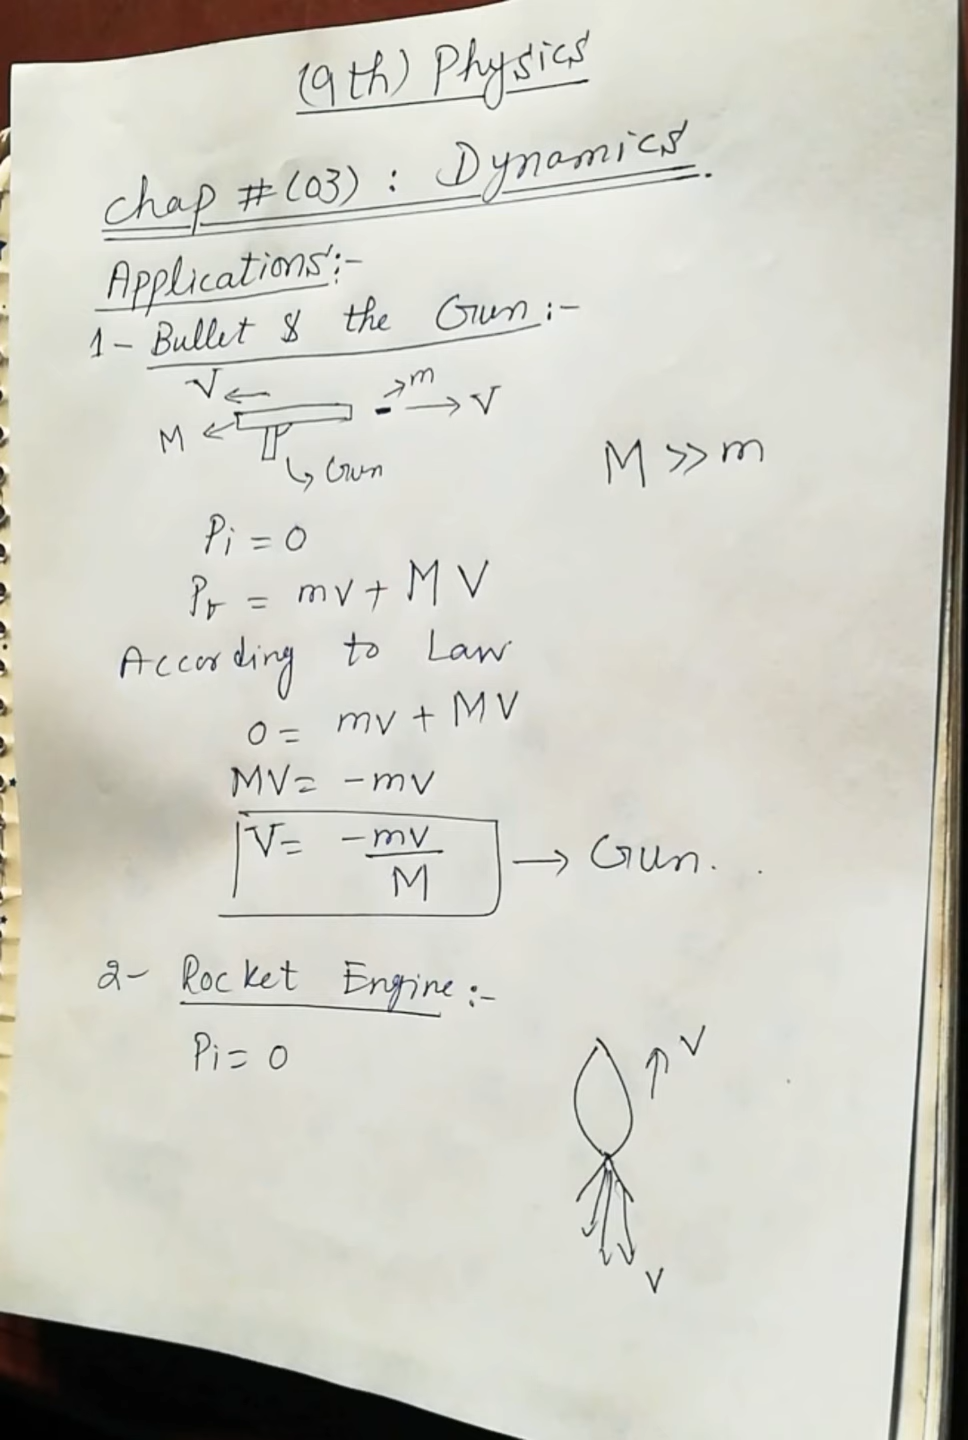 (9th) Physics
Chap # (03) : Dynamics.
Applications:-
1- Bullet & the Gun:-
V m V
M
Gun
M >> m
Pi = 0
Pf = mv + MV
According to Law
0 = mv + MV
MV = -mv
V = -mv/M → Gun.
2- Rocket Engine:-
Pi = 0
V
v